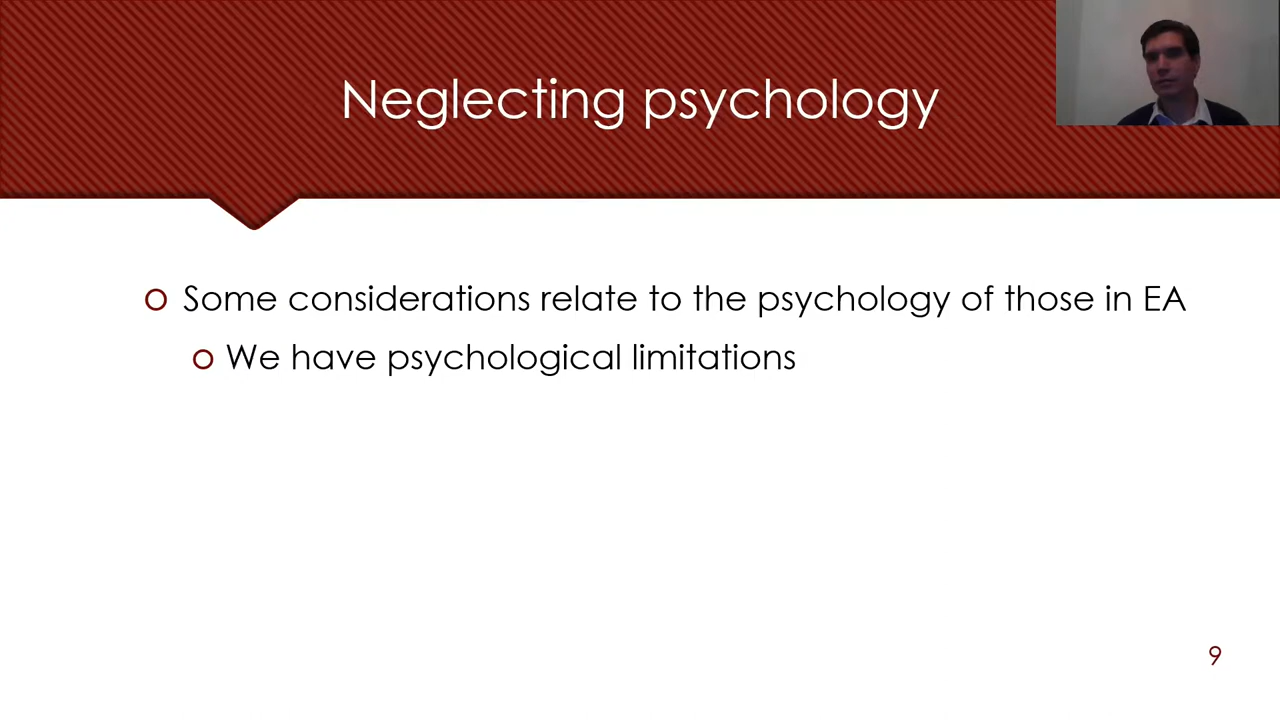 Neglecting psychology
Some considerations relate to the psychology of those in EA
We have psychological limitations
9